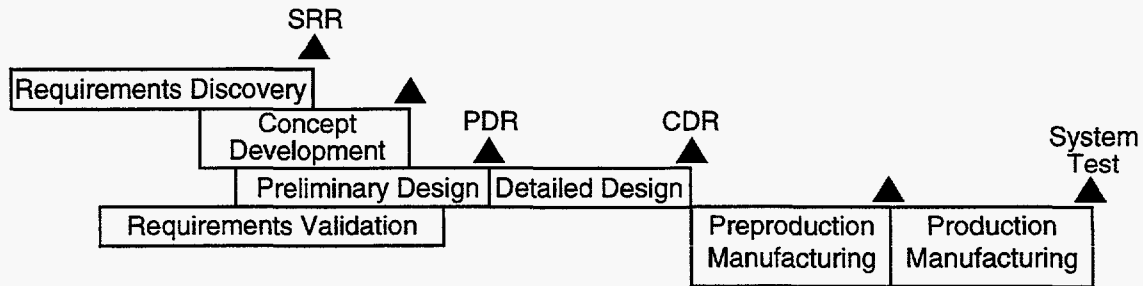 SRR
Requirements Discovery
Concept
Development
PDR
CDR
System
Test
Preliminary Design
Detailed Design
Requirements Validation
Preproduction
Manufacturing
Production
Manufacturing